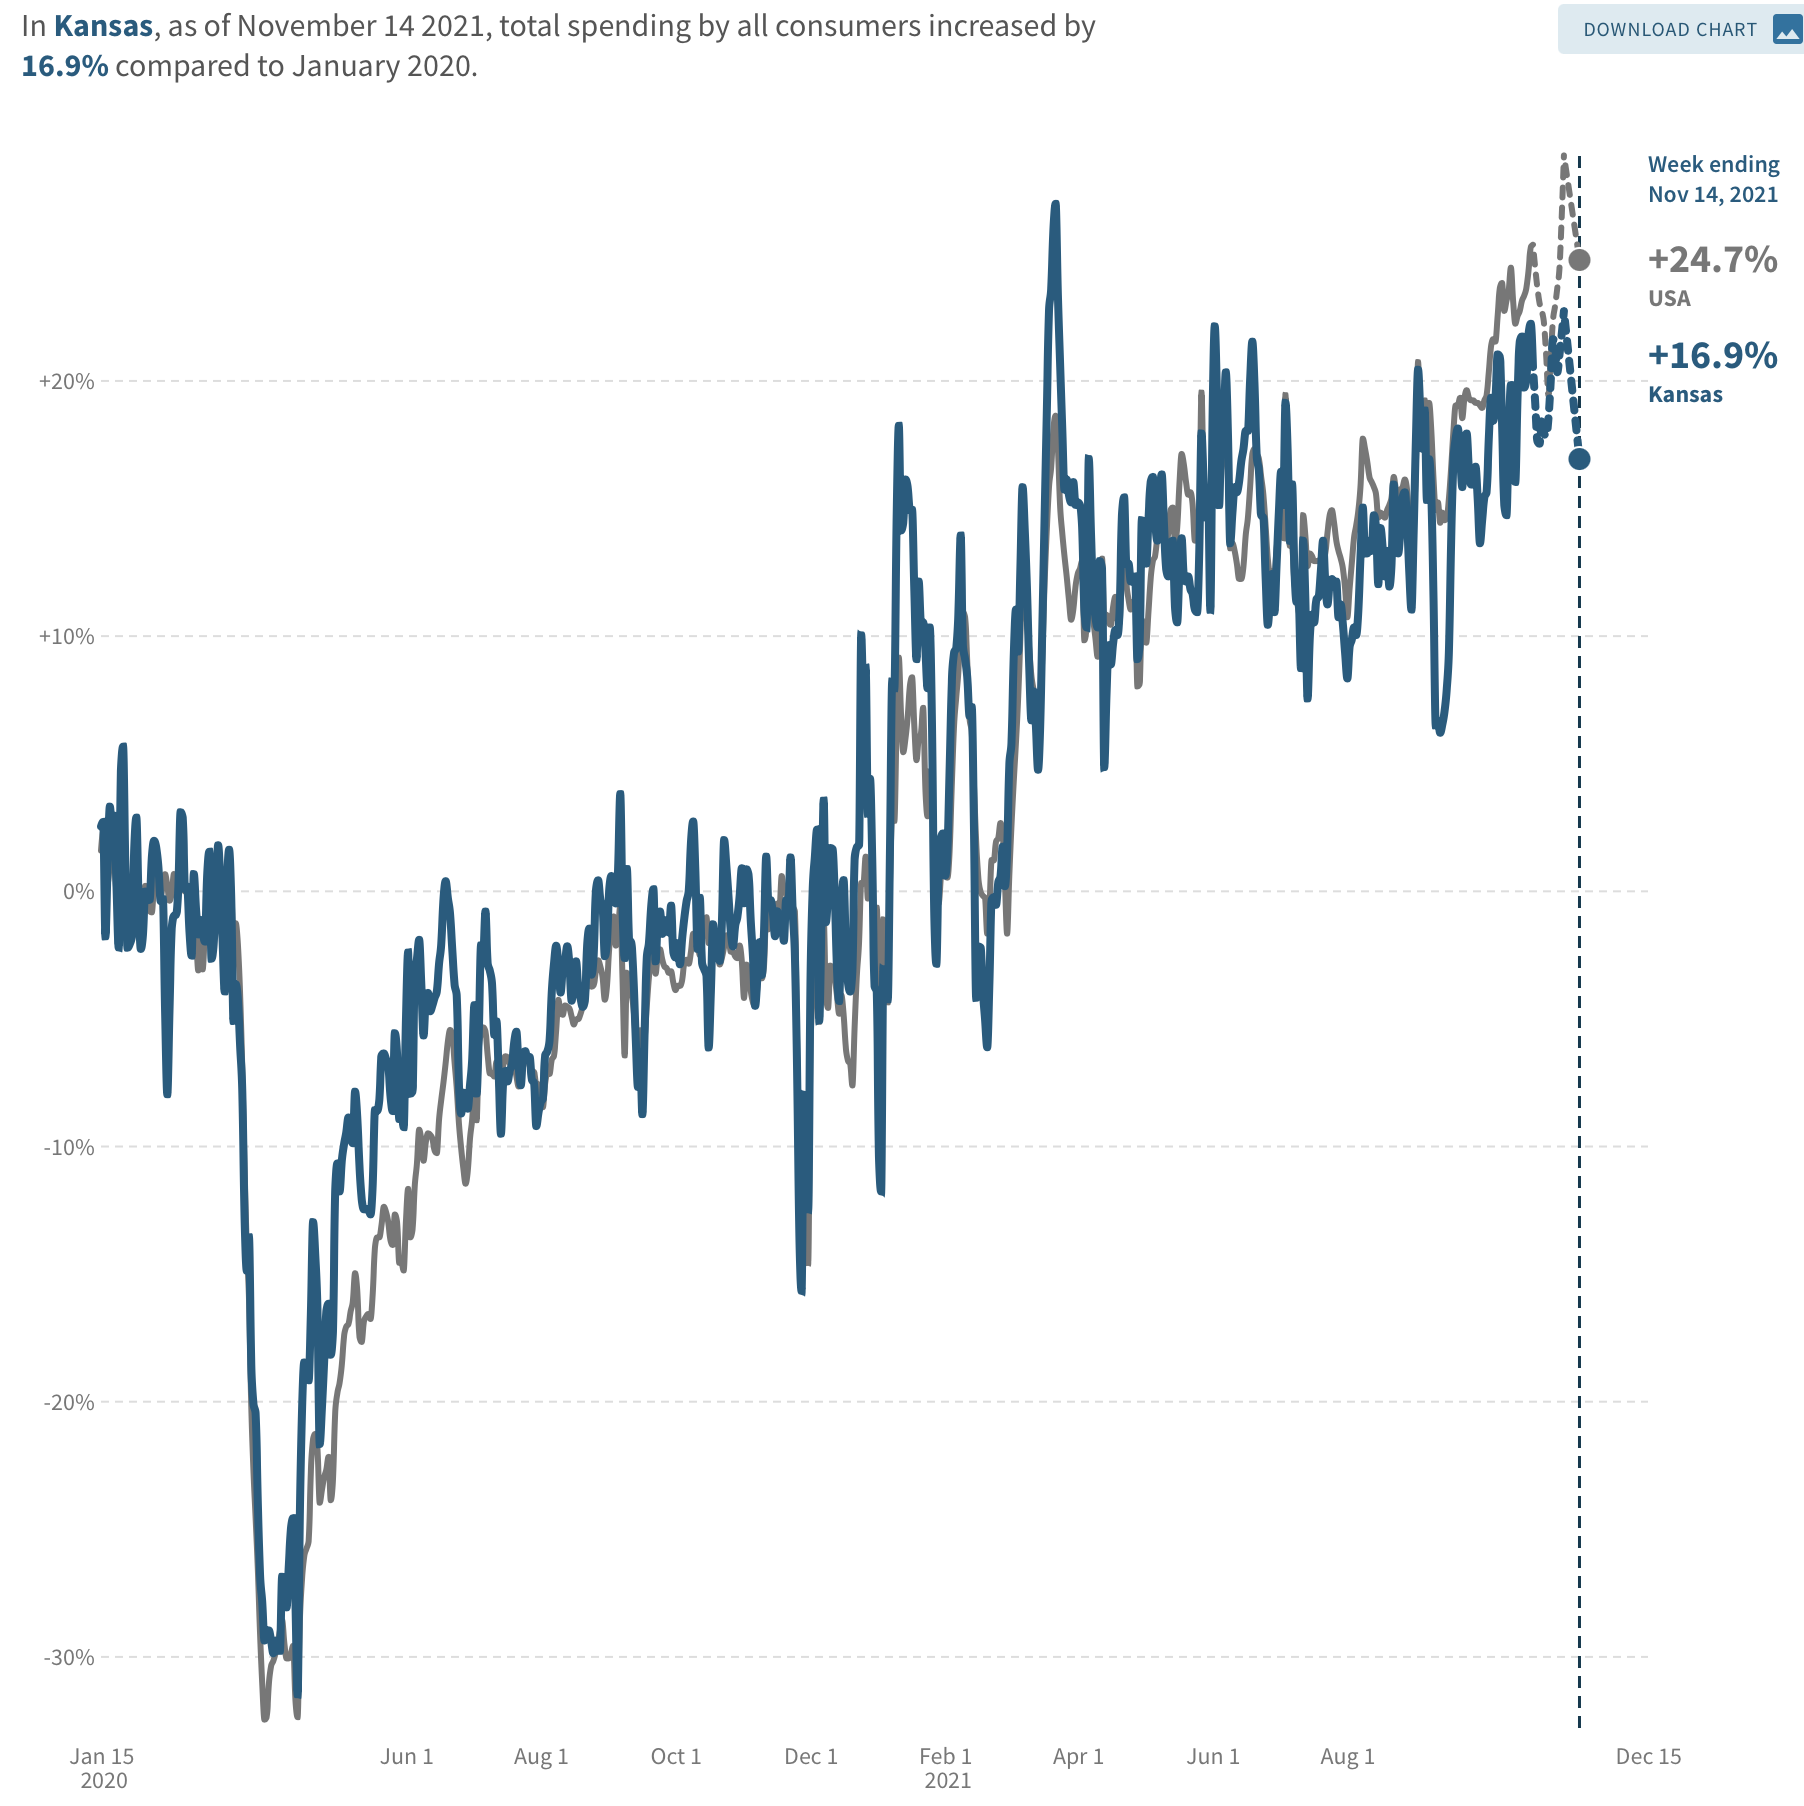 In Kansas, as of November 14 2021, total spending by all consumers increased by
16.9% compared to January 2020.
DOWNLOAD CHART
Week ending
Nov 14, 2021
+24.7%
USA
+16.9%
Kansas
+20%
+10%
0%
-10%
-20%
-30%
Jan 15 Jun 1 Aug 1 Oct 1 Dec 1 Feb 1 Apr 1 Jun 1 Aug 1 Dec 15
2020 2021